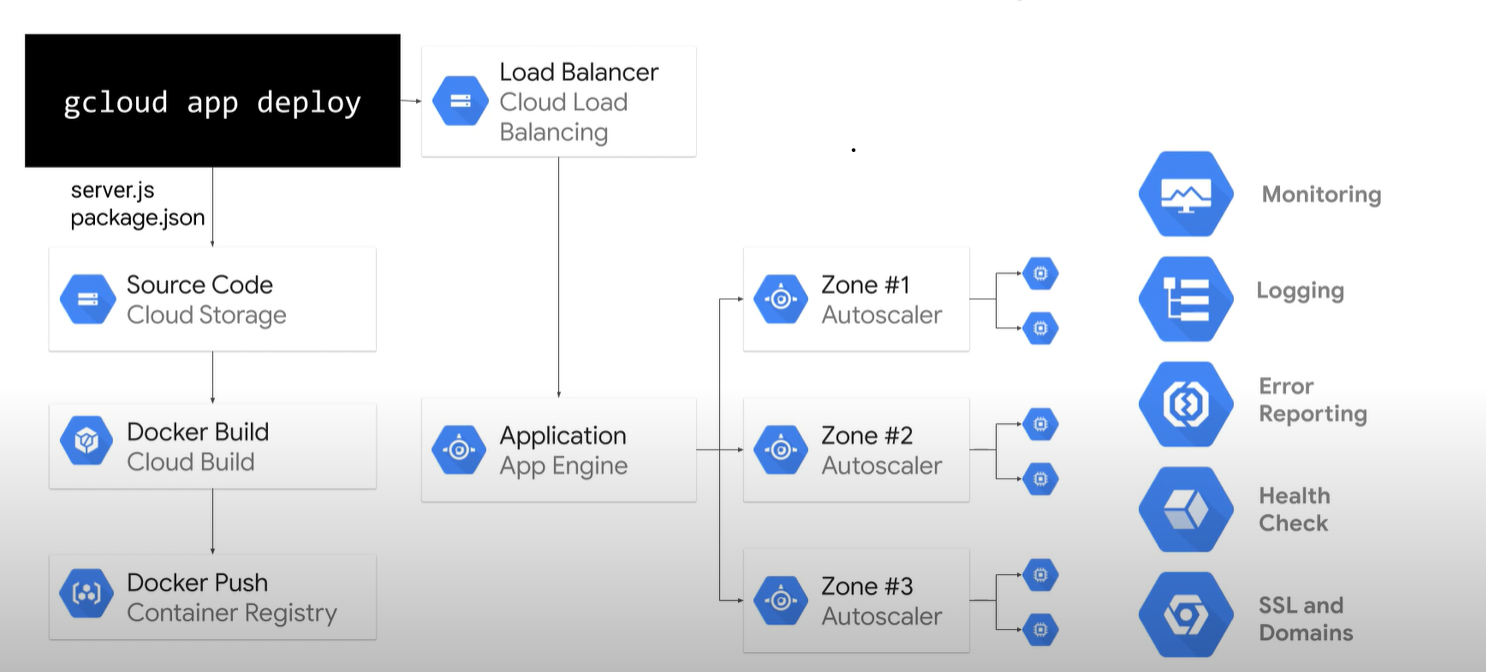 gcloud app deploy
server.js
package.json
Source Code
Cloud Storage
Docker Build
Cloud Build
Docker Push
Container Registry
Load Balancer
Cloud Load
Balancing
Application
App Engine
Zone #1
Autoscaler
Zone #2
Autoscaler
Zone #3
Autoscaler
Monitoring
Logging
Error
Reporting
Health
Check
SSL and
Domains